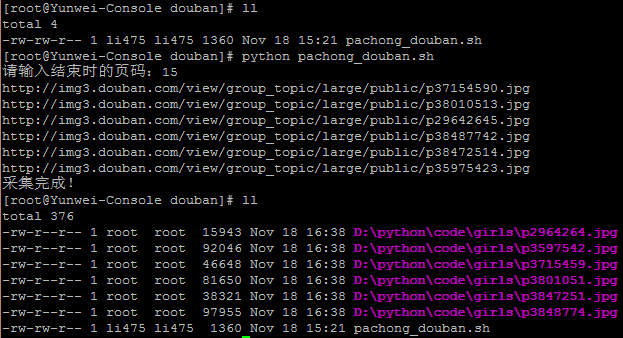 [root@Yunwei-Console douban]# ll
total 4
-rw-rw-r-- 1 li475 li475 1360 Nov 18 15:21 pachong_douban.sh
[root@Yunwei-Console douban]# python pachong_douban.sh
请输入结束时的页码：15
http://img3.douban.com/view/group_topic/large/public/p37154590.jpg
http://img3.douban.com/view/group_topic/large/public/p38010513.jpg
http://img3.douban.com/view/group_topic/large/public/p29642645.jpg
http://img3.douban.com/view/group_topic/large/public/p38487742.jpg
http://img3.douban.com/view/group_topic/large/public/p38472514.jpg
http://img3.douban.com/view/group_topic/large/public/p35975423.jpg
采集完成！
[root@Yunwei-Console douban]# ll
total 376
-rw-r--r-- 1 root  root  15943 Nov 18 16:38 D:\python\code\girls\p2964264.jpg
-rw-r--r-- 1 root  root  92046 Nov 18 16:38 D:\python\code\girls\p3597542.jpg
-rw-r--r-- 1 root  root  46648 Nov 18 16:38 D:\python\code\girls\p3715459.jpg
-rw-r--r-- 1 root  root  81650 Nov 18 16:38 D:\python\code\girls\p3801051.jpg
-rw-r--r-- 1 root  root  38321 Nov 18 16:38 D:\python\code\girls\p3847251.jpg
-rw-r--r-- 1 root  root  97955 Nov 18 16:38 D:\python\code\girls\p3848774.jpg
-rw-rw-r-- 1 li475 li475  1360 Nov 18 15:21 pachong_douban.sh